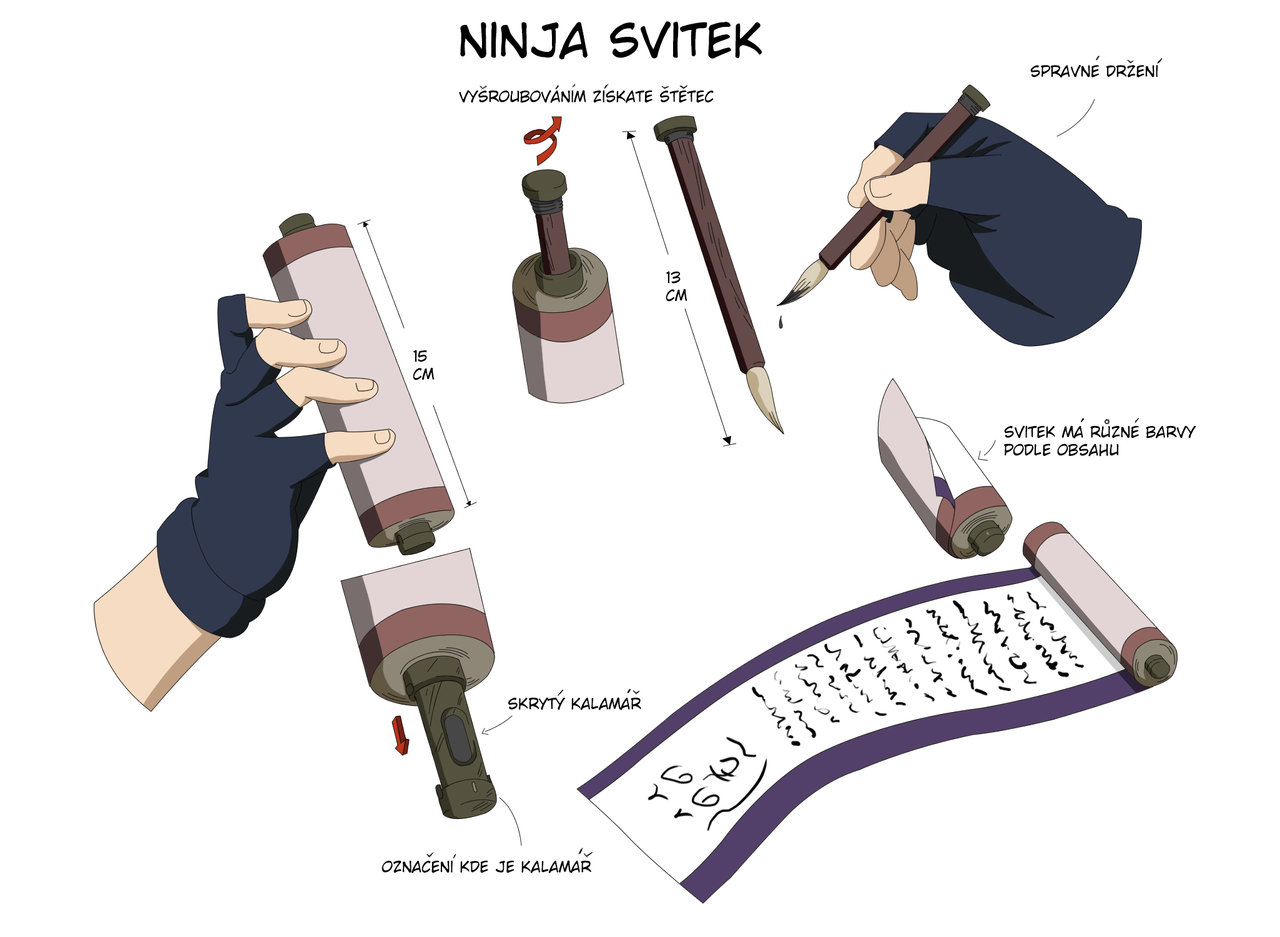 NINJA SVITEK
VYŠROUBOVÁNÍM ZÍSKATE ŠTĚTEC
SPRAVNÉ DRŽENÍ
13
CM
15
CM
SVITEK MÁ RŮZNÉ BARVY
PODLE OBSAHU
SKRYTÝ KALAMÁŘ
OZNAČENÍ KDE JE KALAMÁŘ